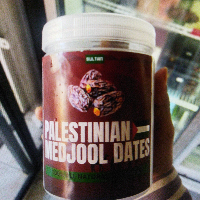 SULTAN
PALESTINIAN
MEDJOOL DATES